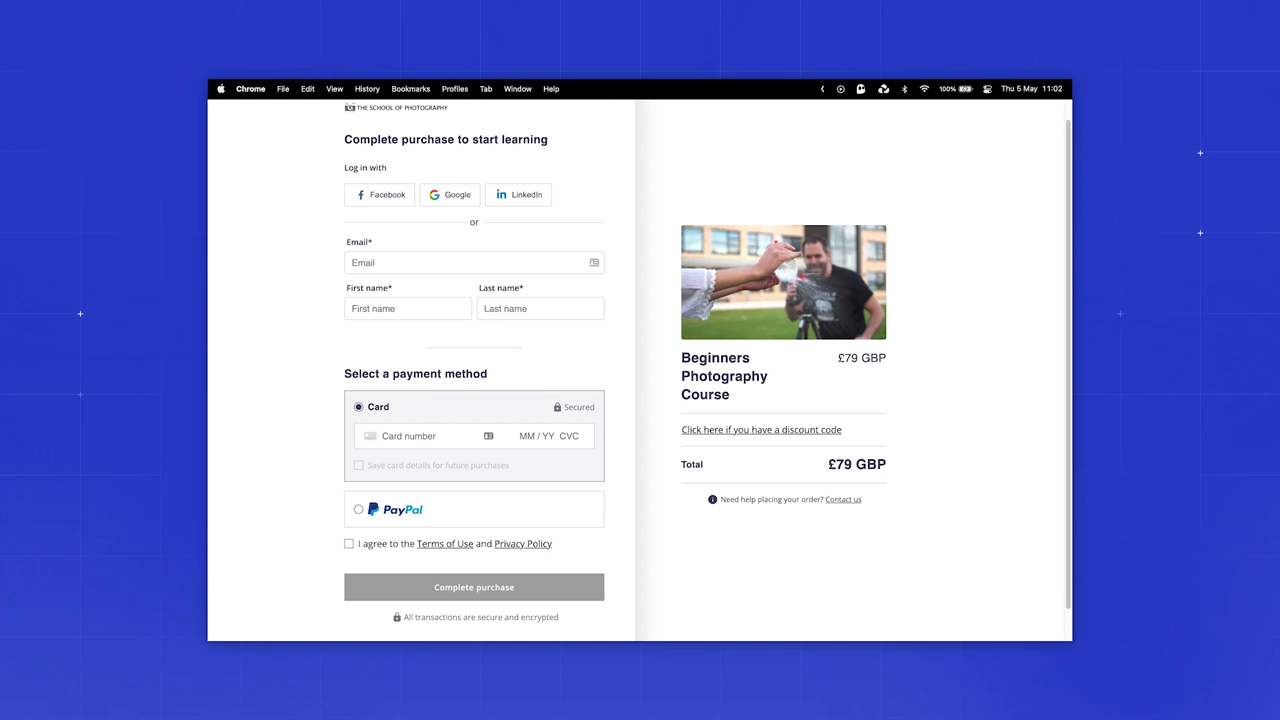 Chrome File Edit View History Bookmarks Profiles Tab Window Help 100% Thu 5 May 11:02
THE SCHOOL OF PHOTOGRAPHY
Complete purchase to start learning
Log in with
Facebook Google LinkedIn
or
Email*
Email
First name* Last name*
First name Last name
Select a payment method
Card Secured
Card number MM / YY CVC
Save card details for future purchases
PayPal
I agree to the Terms of Use and Privacy Policy
Complete purchase
All transactions are secure and encrypted
Beginners £79 GBP
Photography
Course
Click here if you have a discount code
Total £79 GBP
Need help placing your order? Contact us